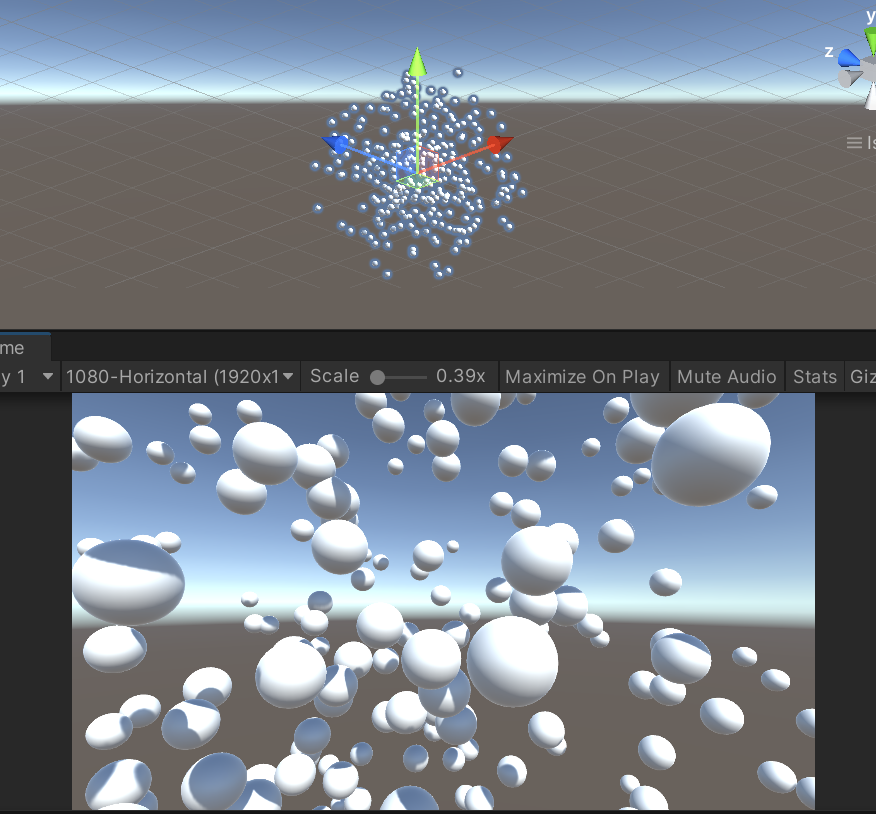 y
z
Is
me
y 1
1080-Horizontal (1920x1
Scale
0.39x
Maximize On Play
Mute Audio
Stats
Giz